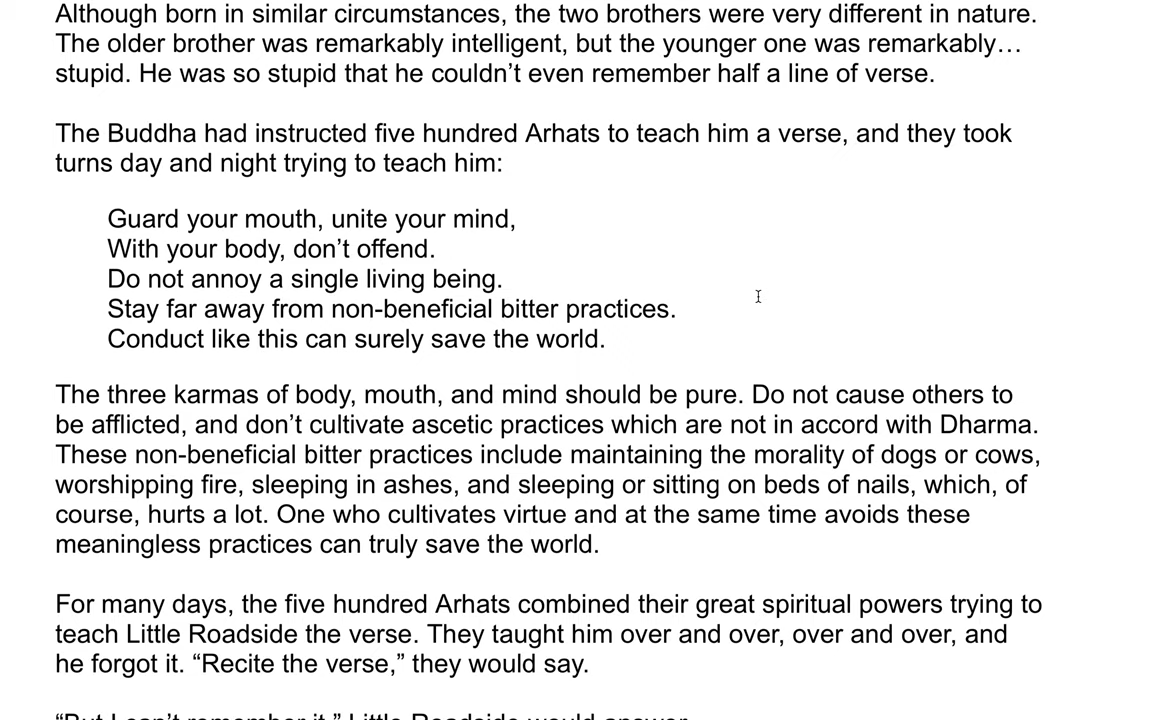 Although born in similar circumstances, the two brothers were very different in nature.
The older brother was remarkably intelligent, but the younger one was remarkably…
stupid. He was so stupid that he couldn’t even remember half a line of verse.
The Buddha had instructed five hundred Arhats to teach him a verse, and they took
turns day and night trying to teach him:
Guard your mouth, unite your mind,
With your body, don’t offend.
Do not annoy a single living being.
Stay far away from non-beneficial bitter practices.
Conduct like this can surely save the world.
The three karmas of body, mouth, and mind should be pure. Do not cause others to
be afflicted, and don’t cultivate ascetic practices which are not in accord with Dharma.
These non-beneficial bitter practices include maintaining the morality of dogs or cows,
worshipping fire, sleeping in ashes, and sleeping or sitting on beds of nails, which, of
course, hurts a lot. One who cultivates virtue and at the same time avoids these
meaningless practices can truly save the world.
For many days, the five hundred Arhats combined their great spiritual powers trying to
teach Little Roadside the verse. They taught him over and over, over and over, and
he forgot it. “Recite the verse,” they would say.
“But I can’t remember it,” Little Roadside would answer.